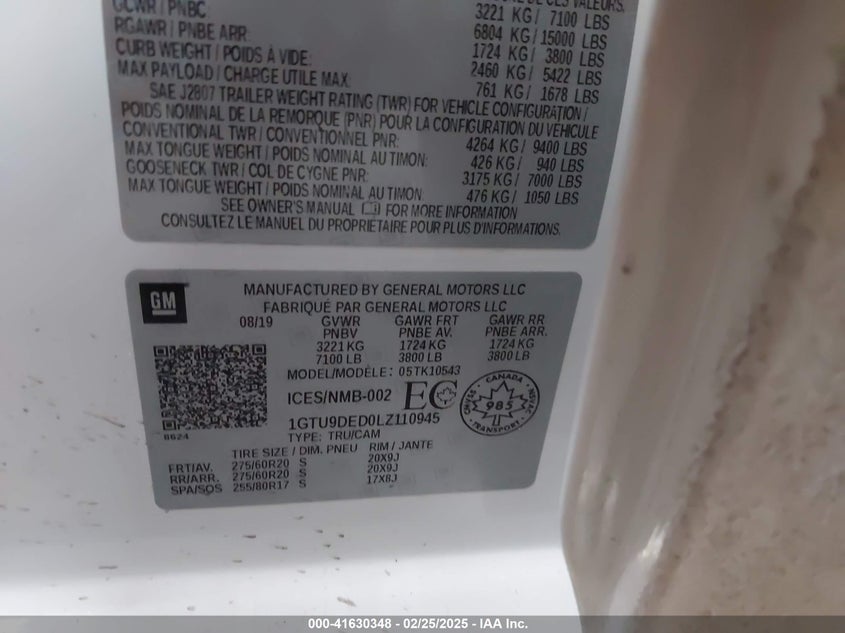 DE CES VALEURS.
GCWR / PNBC 3221 KG/ 7100 LBS
RGAWR / PNBE ARR: 6804 KG/ 15000 LBS
CURB WEIGHT / POIDS À VIDE: 1724 KG/ 3800 LBS
MAX PAYLOAD / CHARGE UTILE MAX. 2460 KG/ 5422 LBS
761 KG/ 1678 LBS
SAE J2807 TRAILER WEIGHT RATING (TWR) FOR VEHICLE CONFIGURATION /
POIDS NOMINAL DE LA REMORQUE (PNR) POUR LA CONFIGURATION DU VÉHICULE
CONVENTIONAL TWR / CONVENTIONNEL PNR: 4264 KG/ 9400 LBS
MAX TONGUE WEIGHT / POIDS NOMINAL AU TIMON: 426 KG/ 940 LBS
GOOSENECK TWR / COL DE CYGNE PNR: 3175 KG/ 7000 LBS
MAX TONGUE WEIGHT / POIDS NOMINAL AU TIMON: 476 KG/ 1050 LBS
SEE OWNER'S MANUAL FOR MORE INFORMATION
CONSULTEZ LE MANUEL DU PROPRIÉTAIRE POUR PLUS D'INFORMATIONS.
GM
MANUFACTURED BY GENERAL MOTORS LLC
FABRIQUÉ PAR GENERAL MOTORS LLC
08/19 GVWR GAWR FRT GAWR RR
PNBV PNBE AV. PNBE ARR.
3221 KG 1724 KG 1724 KG
7100 LB 3800 LB 3800 LB
MODEL/MODÈLE: 05TK10543
ICES/NMB-002 EC
CANADA
985
TRANSPORT
1GTU9DED0LZ110945
8624
TYPE: TRU/CAM
TIRE SIZE / DIM. PNEU RIM / JANTE
FRT/AV. 275/60R20 S 20X9J
RR/ARR. 275/60R20 S 20X9J
SPA/SOS 255/80R17 S 17X8J
000-41630348 - 02/25/2025 - IAA Inc.